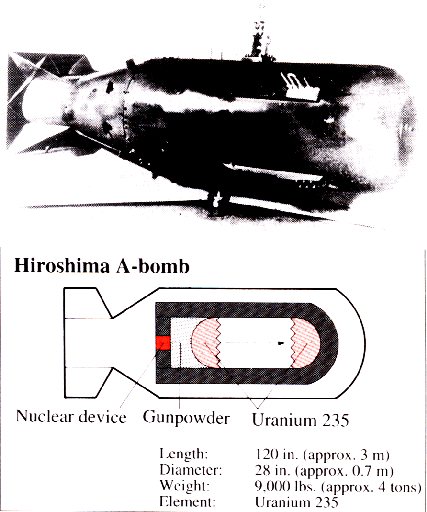 Hiroshima A-bomb
Nuclear device Gunpowder Uranium 235
Length: 120 in. (approx. 3 m)
Diameter: 28 in. (approx. 0.7 m)
Weight: 9,000 lbs. (approx. 4 tons)
Element: Uranium 235